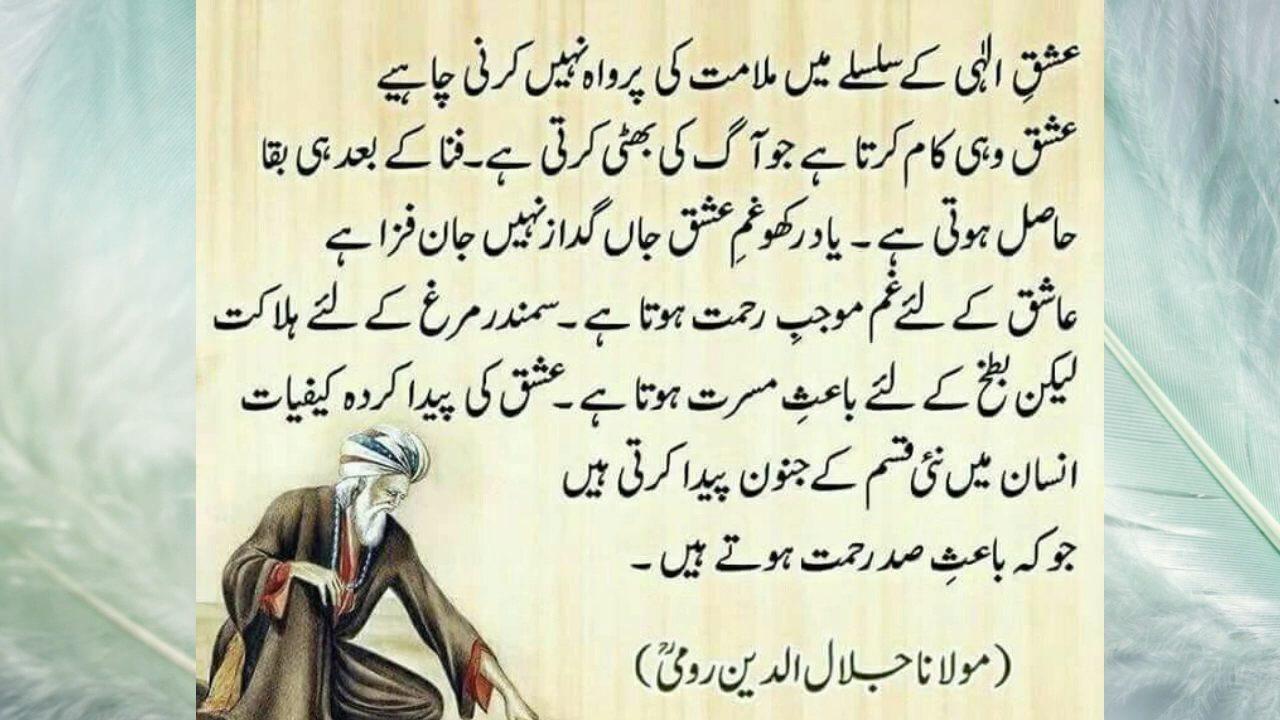 عشقِ الٰہی کے سلسلے میں ملامت کی پرواہ نہیں کرنی چاہیے
عشق وہی کام کرتا ہے جو آگ کی بھٹی کرتی ہے۔ فنا کے بعد ہی بقا
حاصل ہوتی ہے ۔ یاد رکھو غمِ عشق جاں گداز نہیں جان فزا ہے
عاشق کے لئے غم موجبِ رحمت ہوتا ہے ۔ سمندر مرغ کے لئے ہلاکت
لیکن بطخ کے لئے باعثِ مسرت ہوتا ہے ۔ عشق کی پیدا کردہ کیفیات
انسان میں نئی قسم کے جنون پیدا کرتی ہیں
جو کہ باعثِ صد رحمت ہوتے ہیں ۔
(مولانا جلال الدین رومیؒ)